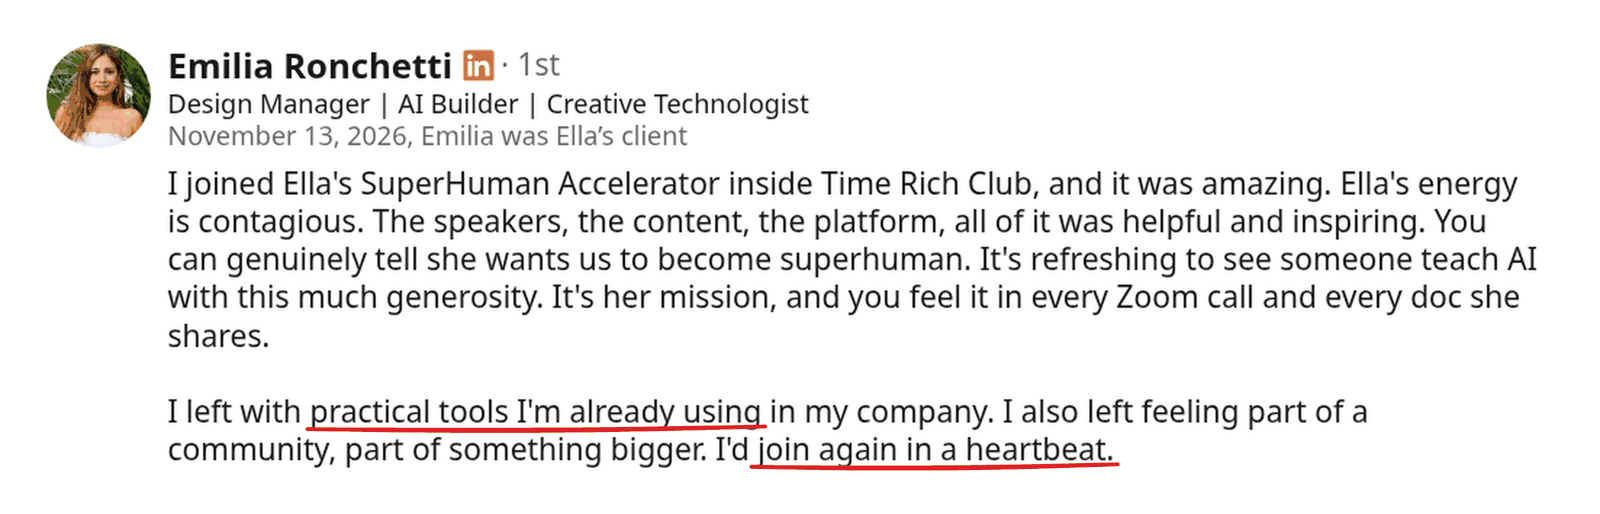 Emilia Ronchetti in · 1st
Design Manager | AI Builder | Creative Technologist
November 13, 2026, Emilia was Ella’s client
I joined Ella's SuperHuman Accelerator inside Time Rich Club, and it was amazing. Ella's energy
is contagious. The speakers, the content, the platform, all of it was helpful and inspiring. You
can genuinely tell she wants us to become superhuman. It's refreshing to see someone teach AI
with this much generosity. It's her mission, and you feel it in every Zoom call and every doc she
shares.
I left with practical tools I'm already using in my company. I also left feeling part of a
community, part of something bigger. I'd join again in a heartbeat.